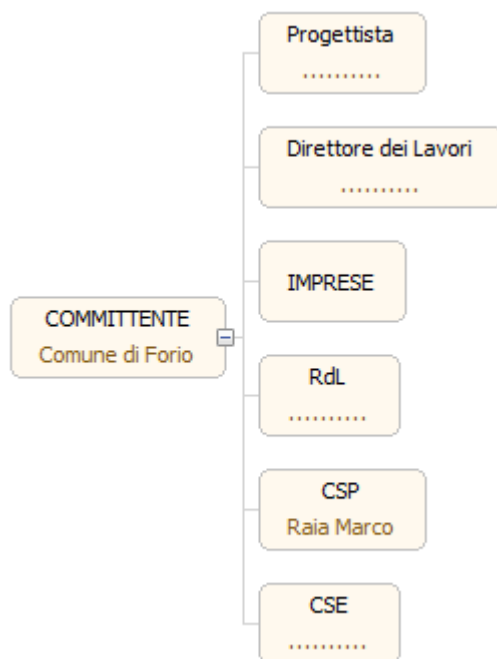 Progettista
..........
Direttore dei Lavori
..........
IMPRESE
COMMITTENTE
Comune di Forio
RdL
..........
CSP
Raia Marco
CSE
..........